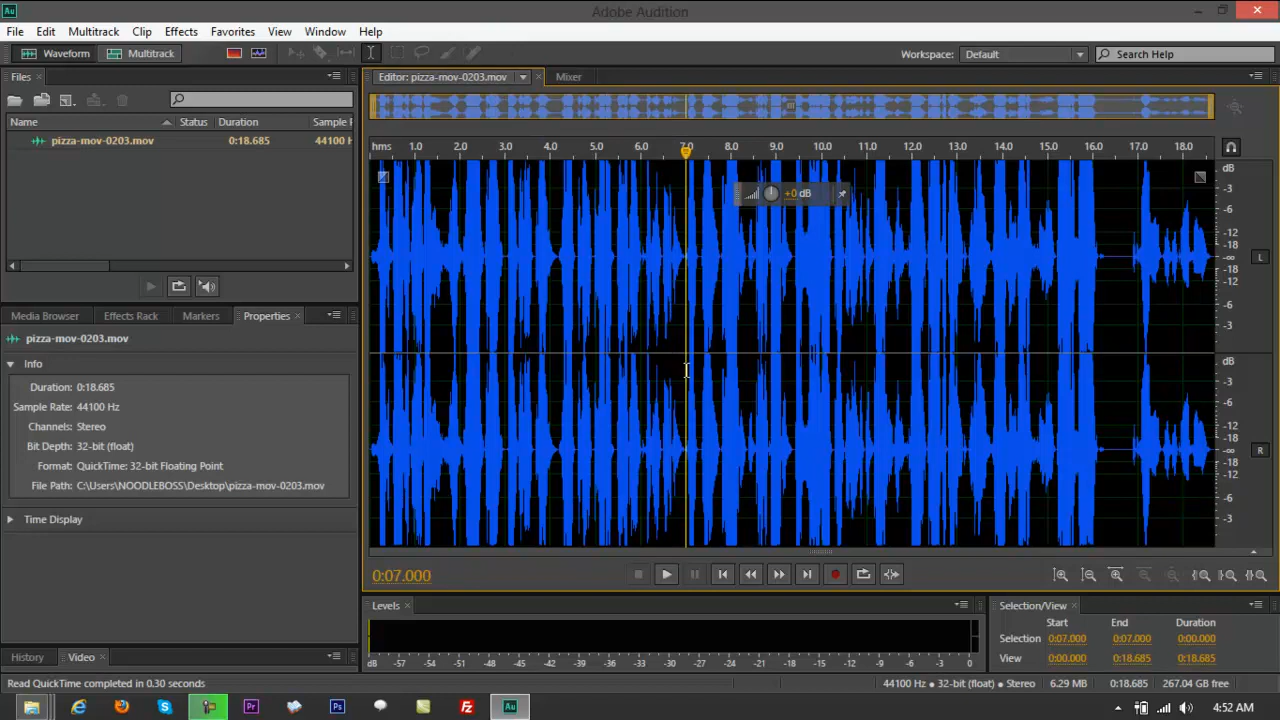 Au
Adobe Audition
File Edit Multitrack Clip Effects Favorites View Window Help
Waveform Multitrack
Workspace: Default
Search Help
Files
Name Status Duration Sample F
pizza-mov-0203.mov 0:18.685 44100 H
Media Browser Effects Rack Markers Properties
pizza-mov-0203.mov
Info
Duration: 0:18.685
Sample Rate: 44100 Hz
Channels: Stereo
Bit Depth: 32-bit (float)
Format: QuickTime: 32-bit Floating Point
File Path: C:\Users\NOODLEBOSS\Desktop\pizza-mov-0203.mov
Time Display
History Video
Editor: pizza-mov-0203.mov Mixer
hms 1.0 2.0 3.0 4.0 5.0 6.0 7.0 8.0 9.0 10.0 11.0 12.0 13.0 14.0 15.0 16.0 17.0 18.0
+0 dB
dB
-3
-6
-12
-18
-∞
-18
-12
-6
-3
L
dB
-3
-6
-12
-18
-∞
-18
-12
-6
-3
R
0:07.000
Levels
dB -57 -54 -51 -48 -45 -42 -39 -36 -33 -30 -27 -24 -21 -18 -15 -12 -9 -6 -3 0
Selection/View
Start End Duration
Selection 0:07.000 0:07.000 0:00.000
View 0:00.000 0:18.685 0:18.685
Read QuickTime completed in 0.30 seconds
44100 Hz • 32-bit (float) • Stereo 6.29 MB 0:18.685 267.04 GB free
Pr
Ps
Fz
Au
4:52 AM